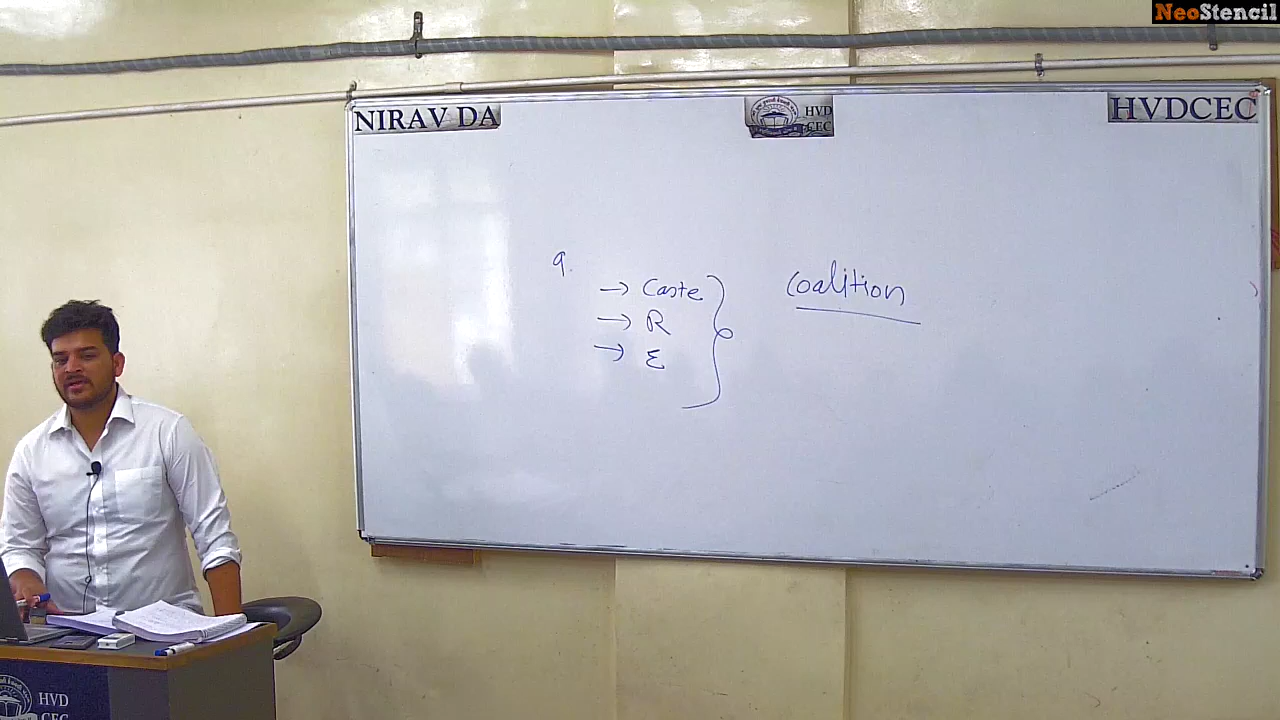 NeoStencil
NIRAV DA
HVD
CEC
HVDCEC
9.
→ Caste
→ R
→ E
Coalition
HVD
CEC